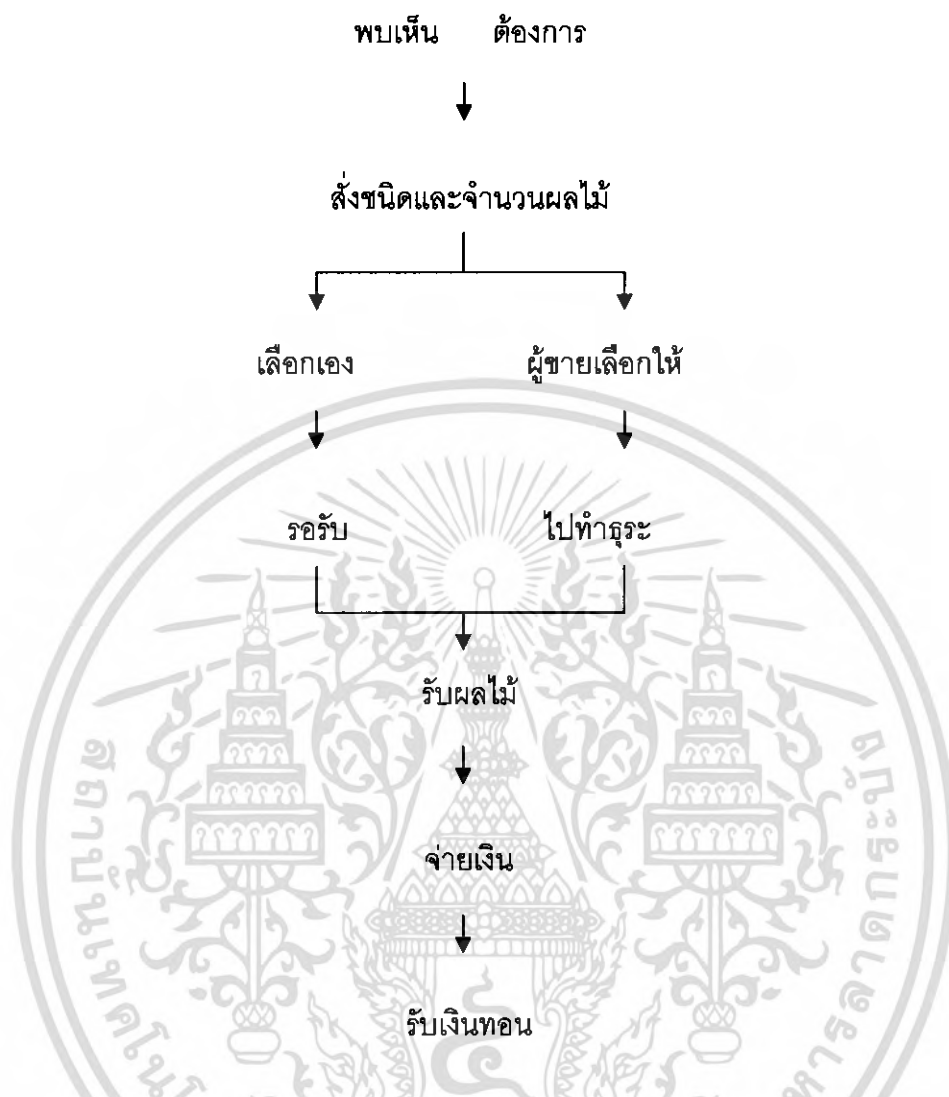 พบเห็น ต้องการ
สั่งชนิดและจำนวนผลไม้
เลือกเอง ผู้ขายเลือกให้
รอรับ ไปทำธุระ
รับผลไม้
จ่ายเงิน
รับเงินทอน